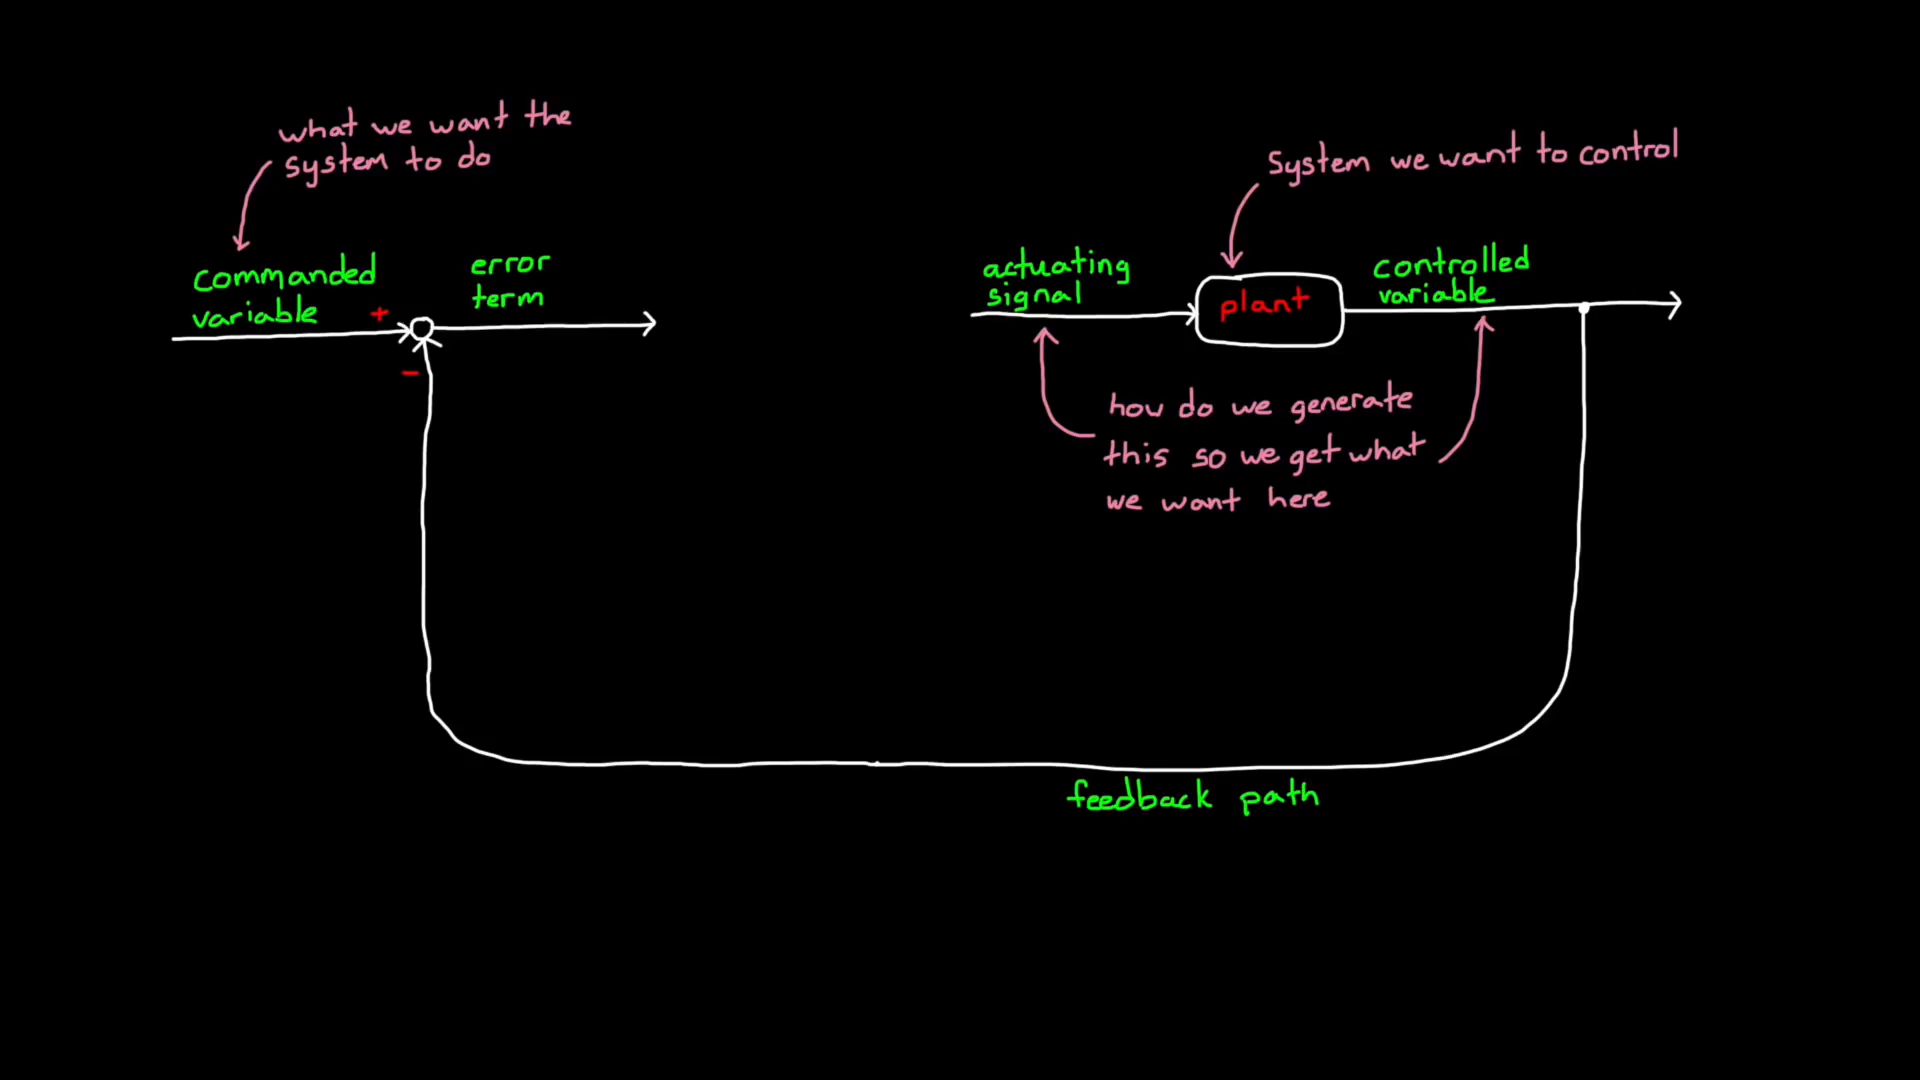 what we want the
system to do
commanded
variable
+
-
error
term
System we want to control
actuating
signal
plant
controlled
variable
how do we generate
this so we get what
we want here
feedback path